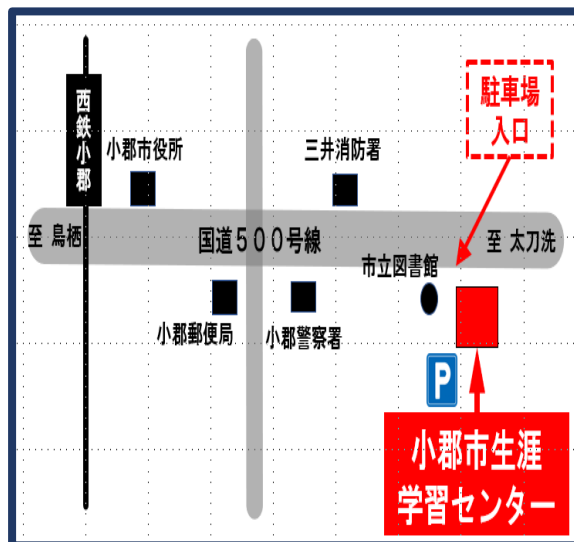 駐車場
入口
西鉄小郡
小郡市役所
三井消防署
至 鳥栖
国道500号線
至 太刀洗
市立図書館
小郡郵便局
小郡警察署
P
小郡市生涯
学習センター